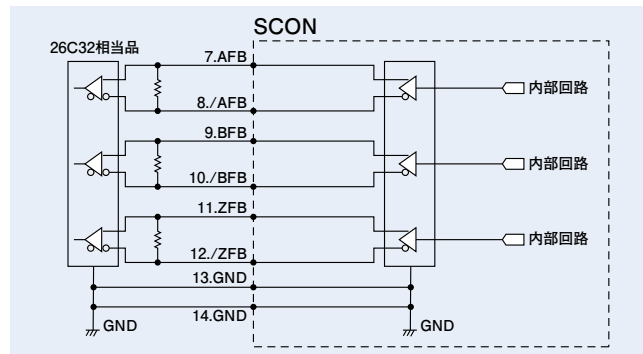 SCON
26C32相当品
7.AFB
内部回路
8./AFB
9.BFB
内部回路
10./BFB
11.ZFB
内部回路
12./ZFB
13.GND
14.GND
GND
GND